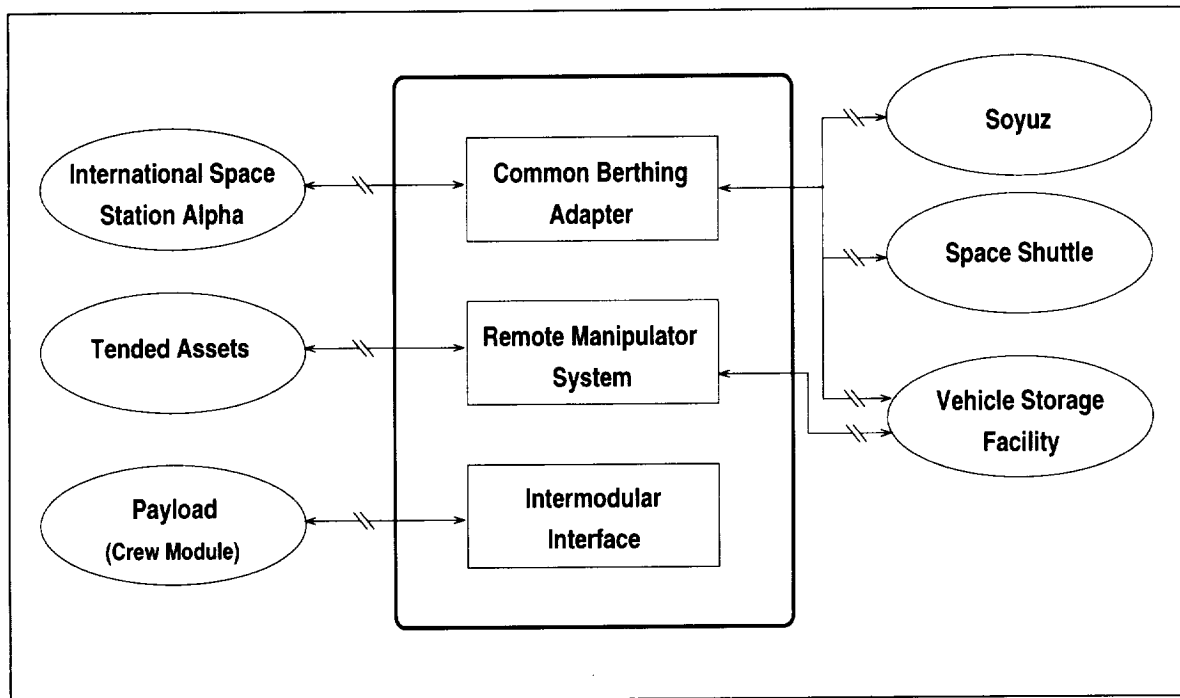 International Space
Station Alpha
Tended Assets
Payload
(Crew Module)
Common Berthing
Adapter
Remote Manipulator
System
Intermodular
Interface
Soyuz
Space Shuttle
Vehicle Storage
Facility